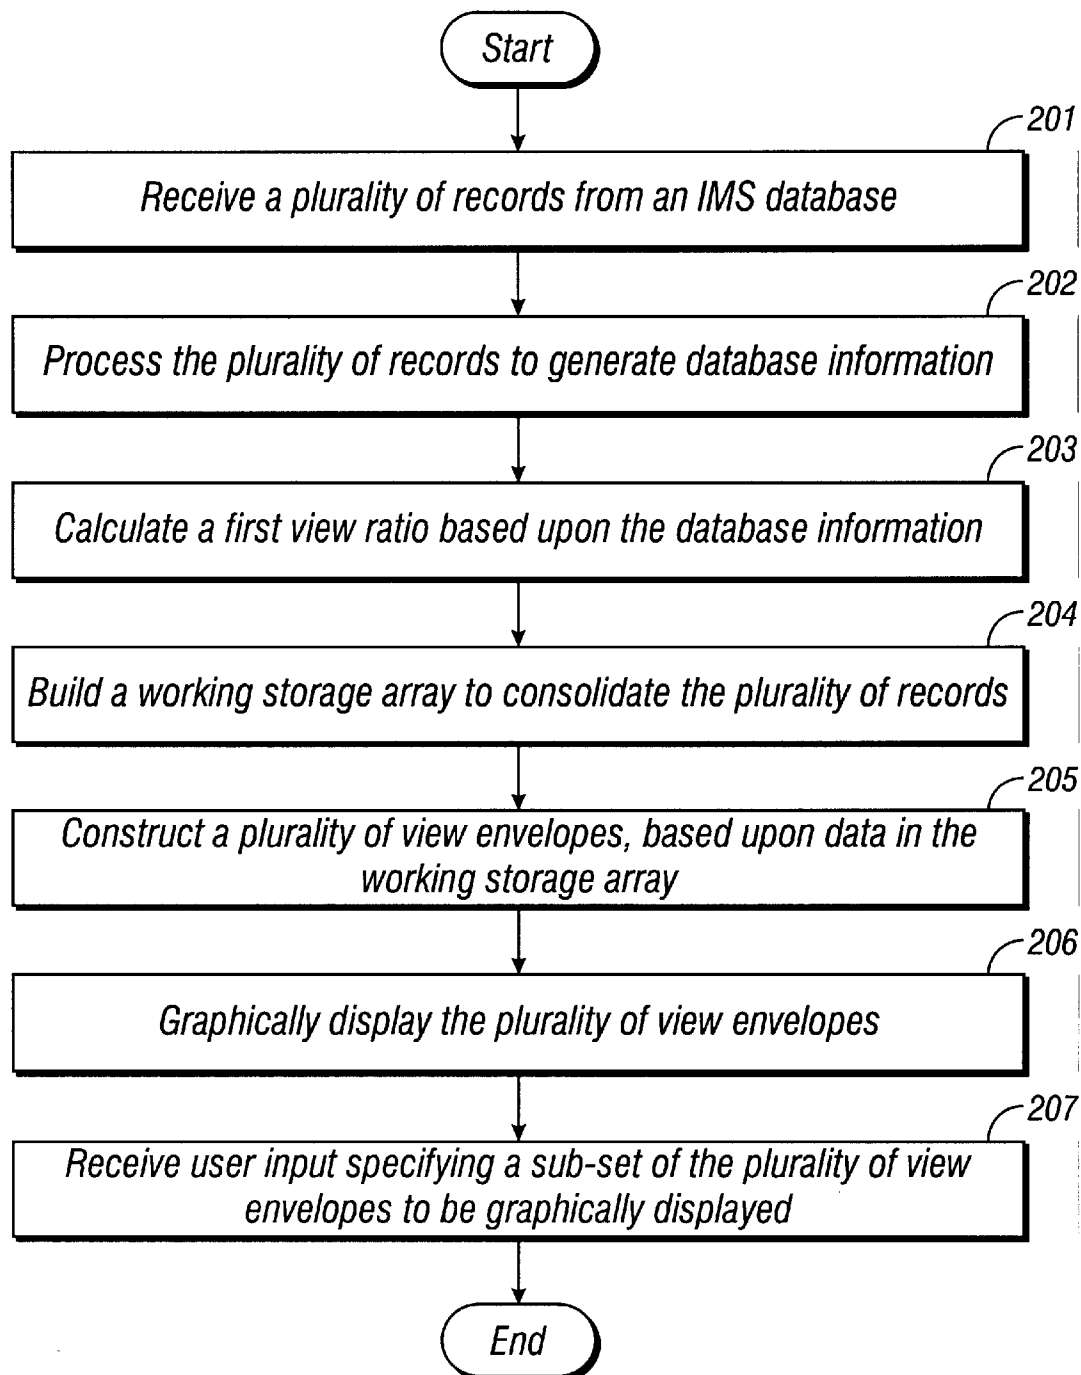 Start
201
Receive a plurality of records from an IMS database
202
Process the plurality of records to generate database information
203
Calculate a first view ratio based upon the database information
204
Build a working storage array to consolidate the plurality of records
205
Construct a plurality of view envelopes, based upon data in the
working storage array
206
Graphically display the plurality of view envelopes
207
Receive user input specifying a sub-set of the plurality of view
envelopes to be graphically displayed
End